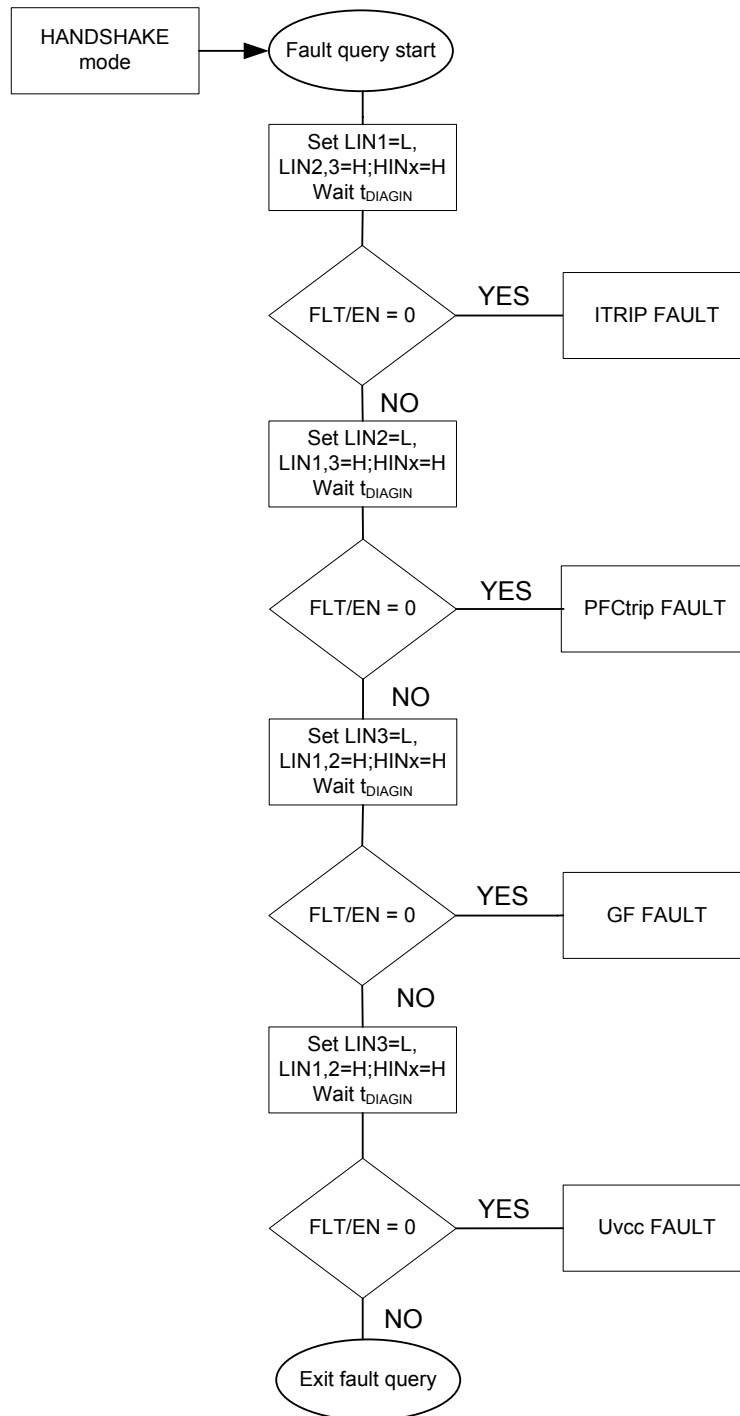 HANDSHAKE
mode
Fault query start
Set LIN1=L,
LIN2,3=H;HINx=H
Wait tDIAGIN
FLT/EN = 0
YES
ITRIP FAULT
NO
Set LIN2=L,
LIN1,3=H;HINx=H
Wait tDIAGIN
FLT/EN = 0
YES
PFCtrip FAULT
NO
Set LIN3=L,
LIN1,2=H;HINx=H
Wait tDIAGIN
FLT/EN = 0
YES
GF FAULT
NO
Set LIN3=L,
LIN1,2=H;HINx=H
Wait tDIAGIN
FLT/EN = 0
YES
Uvcc FAULT
NO
Exit fault query